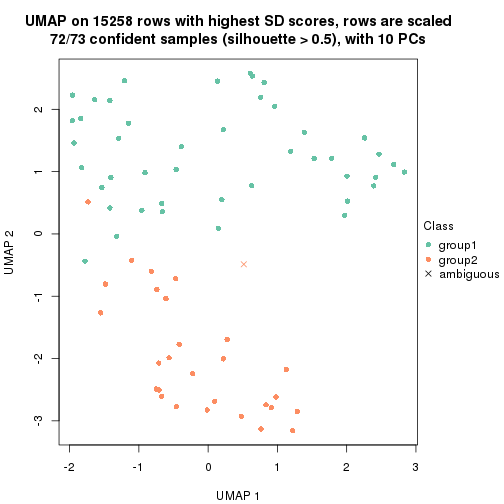 UMAP on 15258 rows with highest SD scores, rows are scaled
72/73 confident samples (silhouette > 0.5), with 10 PCs
2
1
0
-1
-2
-3
UMAP 2
-2
-1
0
1
2
3
UMAP 1
Class
group1
group2
ambiguous